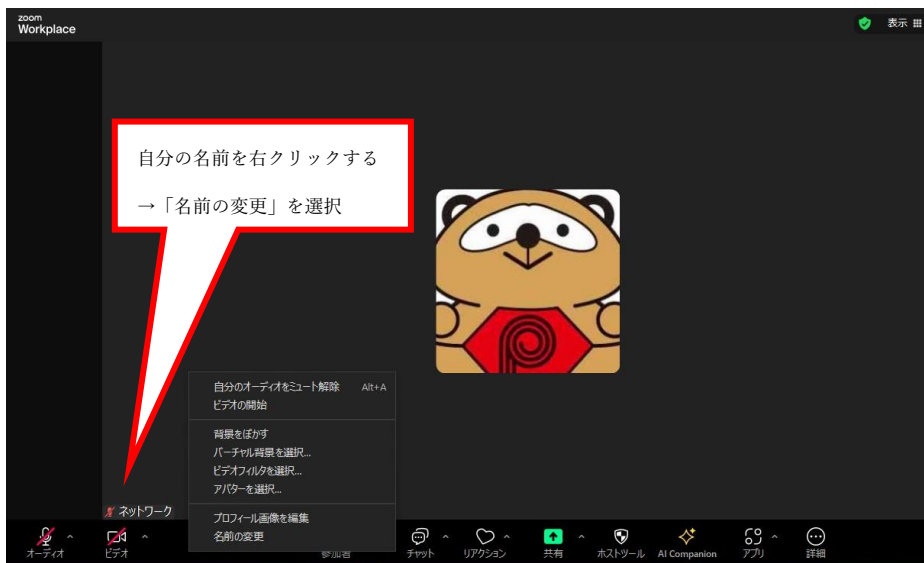 zoom
Workplace
表示
自分の名前を右クリックする
→「名前の変更」を選択
自分のオーディオをミュート解除 Alt+A
ビデオの開始
背景をぼかす
バーチャル背景を選択...
ビデオフィルタを選択...
アバターを選択...
プロフィール画像を編集
名前の変更
ネットワーク
オーディオ ビデオ 参加者 チャット リアクション 共有 ホストツール AI Companion アプリ 詳細